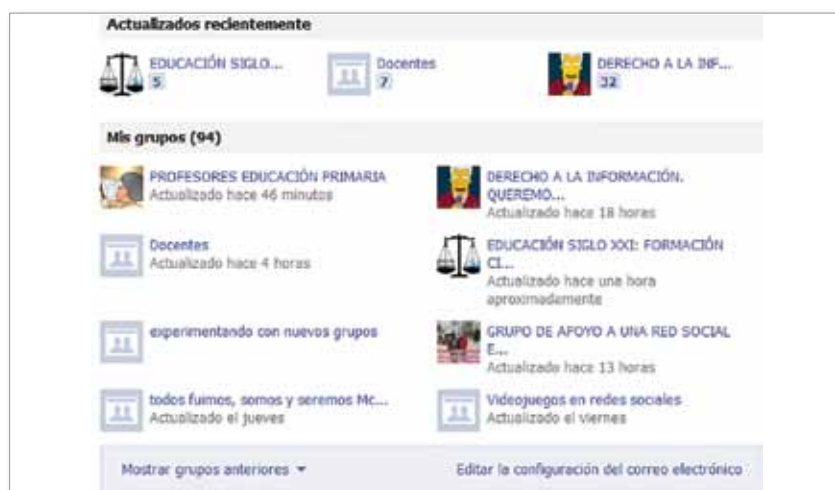 Actualizados recientemente
EDUCACIÓN SIGLO...
5
Docentes
7
DERECHO A LA INF...
32
Mis grupos (94)
PROFESORES EDUCACIÓN PRIMARIA
Actualizado hace 46 minutos
DERECHO A LA INFORMACIÓN.
QUEREMO...
Actualizado hace 18 horas
Docentes
Actualizado hace 4 horas
EDUCACIÓN SIGLO XXI: FORMACIÓN
CI...
Actualizado hace una hora
aproximadamente
experimentando con nuevos grupos
GRUPO DE APOYO A UNA RED SOCIAL
E...
Actualizado hace 13 horas
todos fuimos, somos y seremos Mc...
Actualizado el jueves
Videojuegos en redes sociales
Actualizado el viernes
Mostrar grupos anteriores
Editar la configuración del correo electrónico